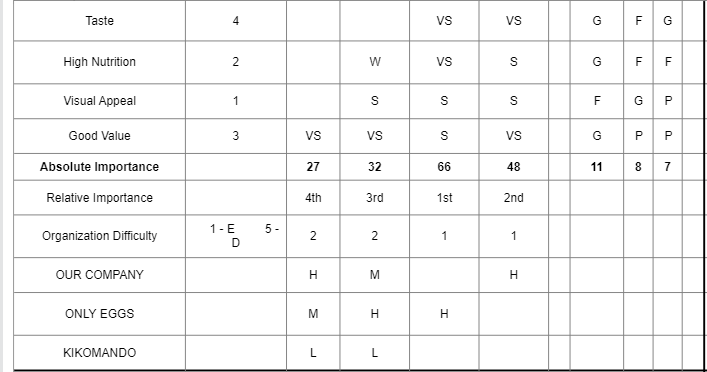 Taste 4 VS VS G F G
High Nutrition 2 W VS S G F F
Visual Appeal 1 S S S F G P
Good Value 3 VS VS S VS G P P
Absolute Importance 27 32 66 48 11 8 7
Relative Importance 4th 3rd 1st 2nd
Organization Difficulty 1 - E 5 - D 2 2 1 1
OUR COMPANY H M H
ONLY EGGS M H H
KIKOMANDO L L